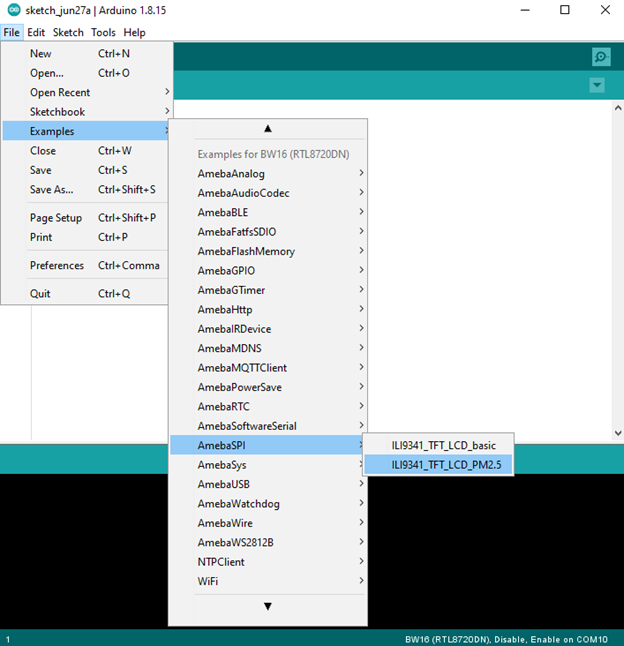 sketch_jun27a | Arduino 1.8.15
File Edit Sketch Tools Help
New Ctrl+N
Open... Ctrl+O
Open Recent
Sketchbook
Examples
Close Ctrl+W
Save Ctrl+S
Save As... Ctrl+Shift+S
Page Setup Ctrl+Shift+P
Print Ctrl+P
Preferences Ctrl+Comma
Quit Ctrl+Q
Examples for BW16 (RTL8720DN)
AmebaAnalog
AmebaAudioCodec
AmebaBLE
AmebaFatfsSDIO
AmebaFlashMemory
AmebaGPIO
AmebaGTimer
AmebaHttp
AmebaIRDevice
AmebaMDNS
AmebaMQTTClient
AmebaPowerSave
AmebaRTC
AmebaSoftwareSerial
AmebaSPI
AmebaSys
AmebaUSB
AmebaWatchdog
AmebaWire
AmebaWS2812B
NTPClient
WiFi
ILI9341_TFT_LCD_basic
ILI9341_TFT_LCD_PM2.5
1 BW16 (RTL8720DN), Disable, Enable on COM10